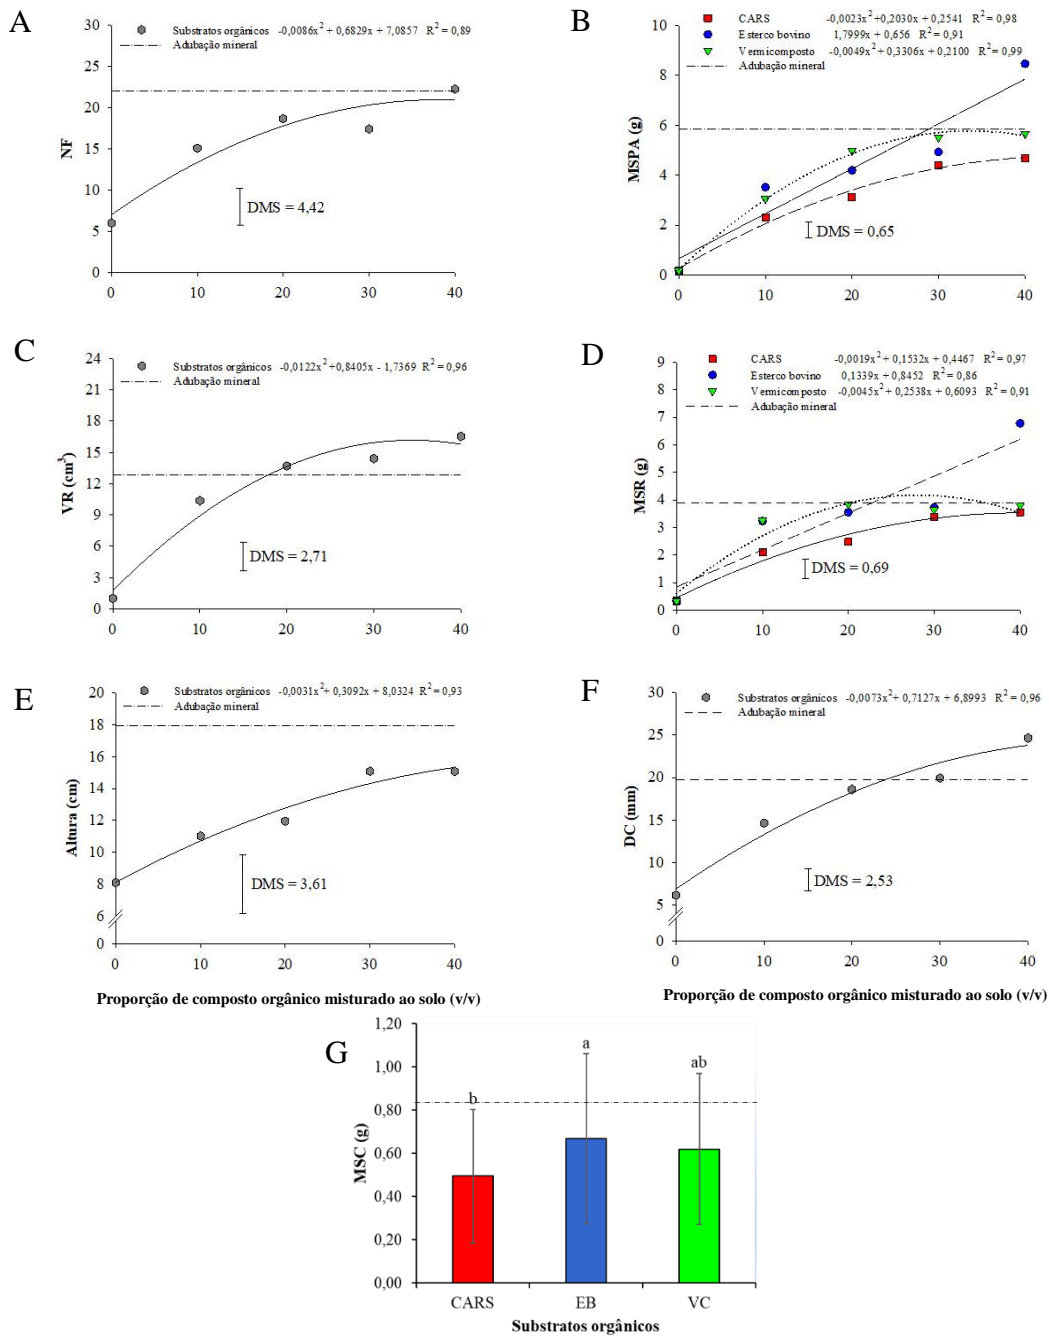 A
Substratos orgânicos -0,0086x² + 0,6829x + 7,0857 R² = 0,89
Adubação mineral
30
25
20
15
10
5
0
NF
DMS = 4,42
0 10 20 30 40
B
CARS -0,0023x² +0,2030x + 0,2541 R² = 0,98
Esterco bovino 1,7999x + 0,656 R² = 0,91
Vermicomposto -0,0049x² + 0,3306x + 0,2100 R² = 0,99
Adubação mineral
10
8
6
4
2
0
MSPA (g)
DMS = 0,65
0 10 20 30 40
C
Substratos orgânicos -0,0122x² + 0,8405x - 1,7369 R² = 0,96
Adubação mineral
24
21
18
15
12
9
6
3
0
VR (cm³)
DMS = 2,71
0 10 20 30 40
D
CARS -0,0019x² + 0,1532x + 0,4467 R² = 0,97
Esterco bovino 0,1339x + 0,8452 R² = 0,86
Vermicomposto -0,0045x² + 0,2538x + 0,6093 R² = 0,91
Adubação mineral
9
8
7
6
5
4
3
2
1
0
MSR (g)
DMS = 0,69
0 10 20 30 40
E
Substratos orgânicos -0,0031x² + 0,3092x + 8,0324 R² = 0,93
Adubação mineral
20
18
16
14
12
10
8
6
0
Altura (cm)
DMS = 3,61
0 10 20 30 40
Proporção de composto orgânico misturado ao solo (v/v)
F
Substratos orgânicos -0,0073x² + 0,7127x + 6,8993 R² = 0,96
Adubação mineral
30
25
20
15
10
5
0
DC (mm)
DMS = 2,53
0 10 20 30 40
Proporção de composto orgânico misturado ao solo (v/v)
G
1,20
1,00
0,80
0,60
0,40
0,20
0,00
MSC (g)
b
a
ab
CARS EB VC
Substratos orgânicos